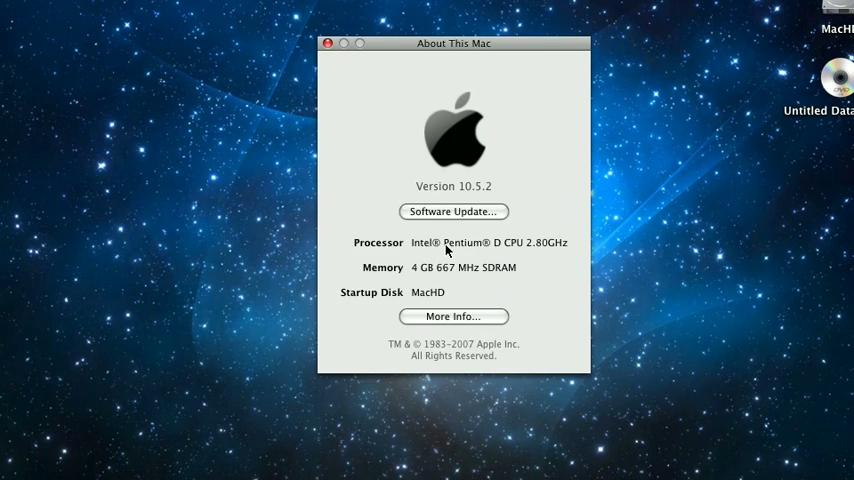 About This Mac
MacH
Untitled Data
Version 10.5.2
Software Update...
Processor Intel® Pentium® D CPU 2.80GHz
Memory 4 GB 667 MHz SDRAM
Startup Disk MacHD
More Info...
TM & © 1983-2007 Apple Inc.
All Rights Reserved.